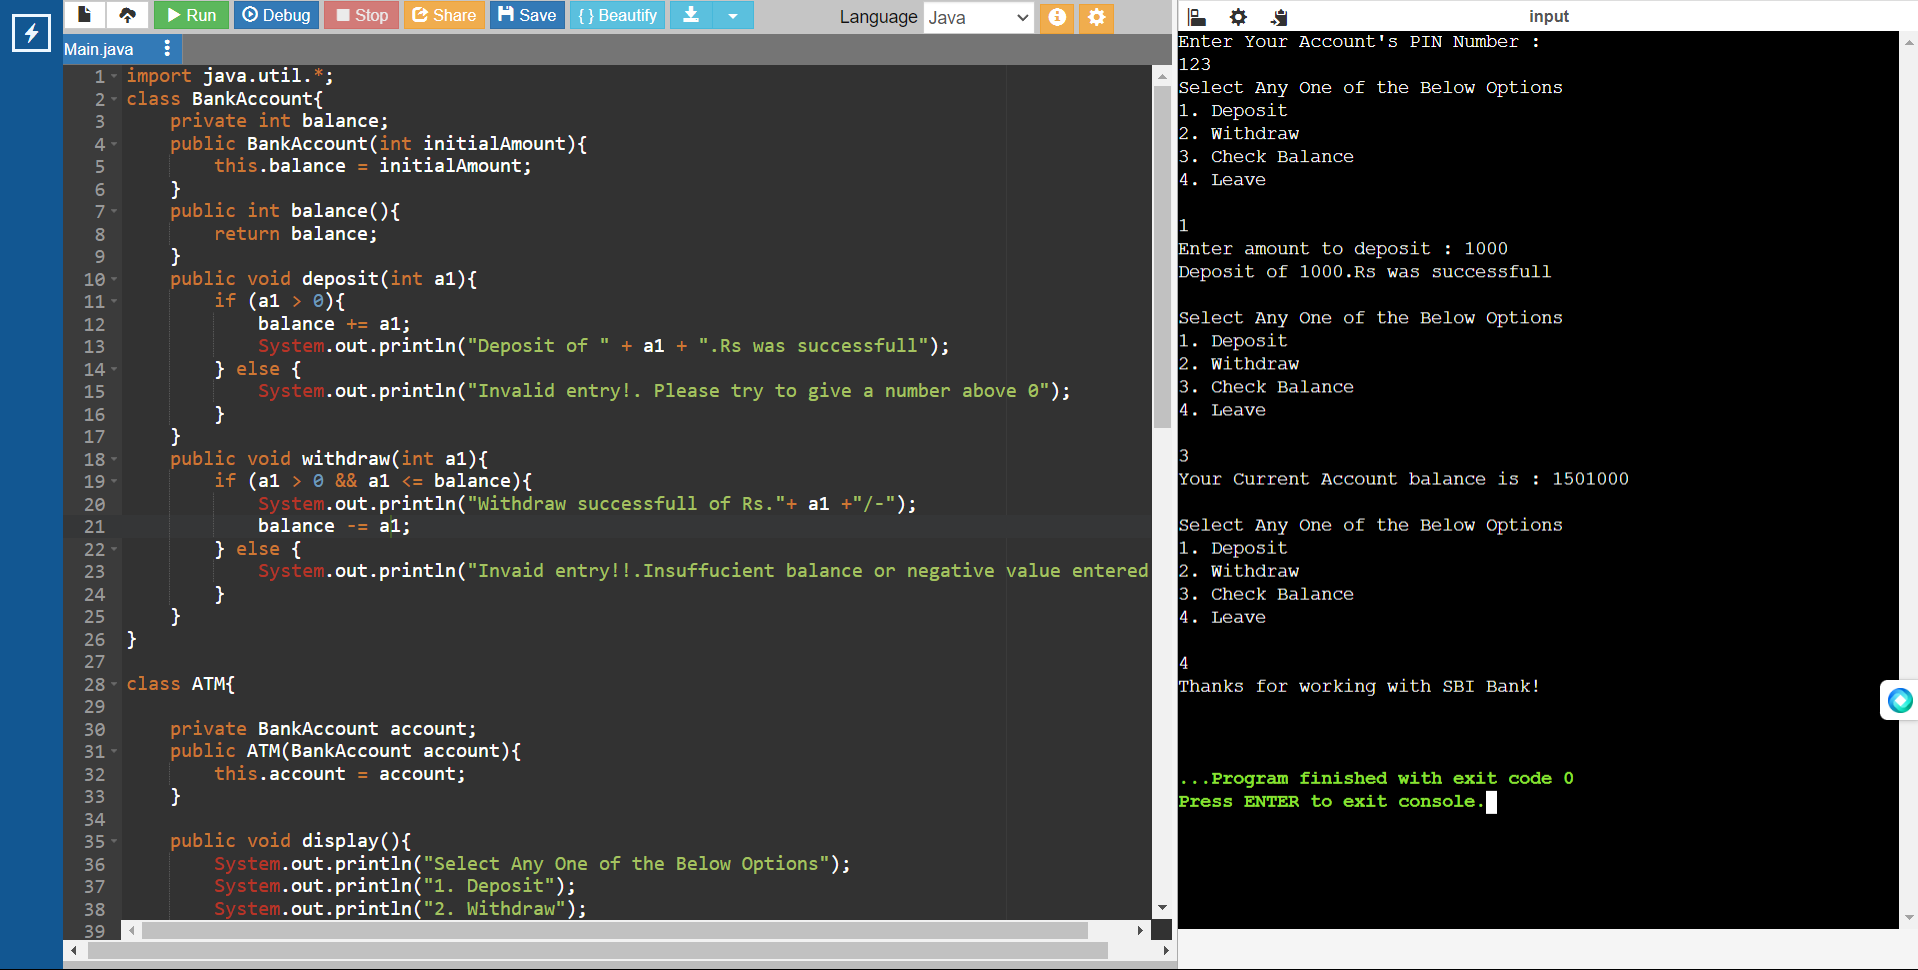 Run Debug Stop Share Save { } Beautify Language Java
Main.java
1 import java.util.*;
2 class BankAccount{
3     private int balance;
4     public BankAccount(int initialAmount){
5         this.balance = initialAmount;
6     }
7     public int balance(){
8         return balance;
9     }
10     public void deposit(int a1){
11         if (a1 > 0){
12             balance += a1;
13             System.out.println("Deposit of " + a1 + ".Rs was successfull");
14         } else {
15             System.out.println("Invalid entry!. Please try to give a number above 0");
16         }
17     }
18     public void withdraw(int a1){
19         if (a1 > 0 && a1 <= balance){
20             System.out.println("Withdraw successfull of Rs."+ a1 +"/-");
21             balance -= a1;
22         } else {
23             System.out.println("Invaid entry!!.Insuffucient balance or negative value entered
24         }
25     }
26 }
27
28 class ATM{
29
30     private BankAccount account;
31     public ATM(BankAccount account){
32         this.account = account;
33     }
34
35     public void display(){
36         System.out.println("Select Any One of the Below Options");
37         System.out.println("1. Deposit");
38         System.out.println("2. Withdraw");
39
input
Enter Your Account's PIN Number :
123
Select Any One of the Below Options
1. Deposit
2. Withdraw
3. Check Balance
4. Leave
1
Enter amount to deposit : 1000
Deposit of 1000.Rs was successfull
Select Any One of the Below Options
1. Deposit
2. Withdraw
3. Check Balance
4. Leave
3
Your Current Account balance is : 1501000
Select Any One of the Below Options
1. Deposit
2. Withdraw
3. Check Balance
4. Leave
4
Thanks for working with SBI Bank!
...Program finished with exit code 0
Press ENTER to exit console.